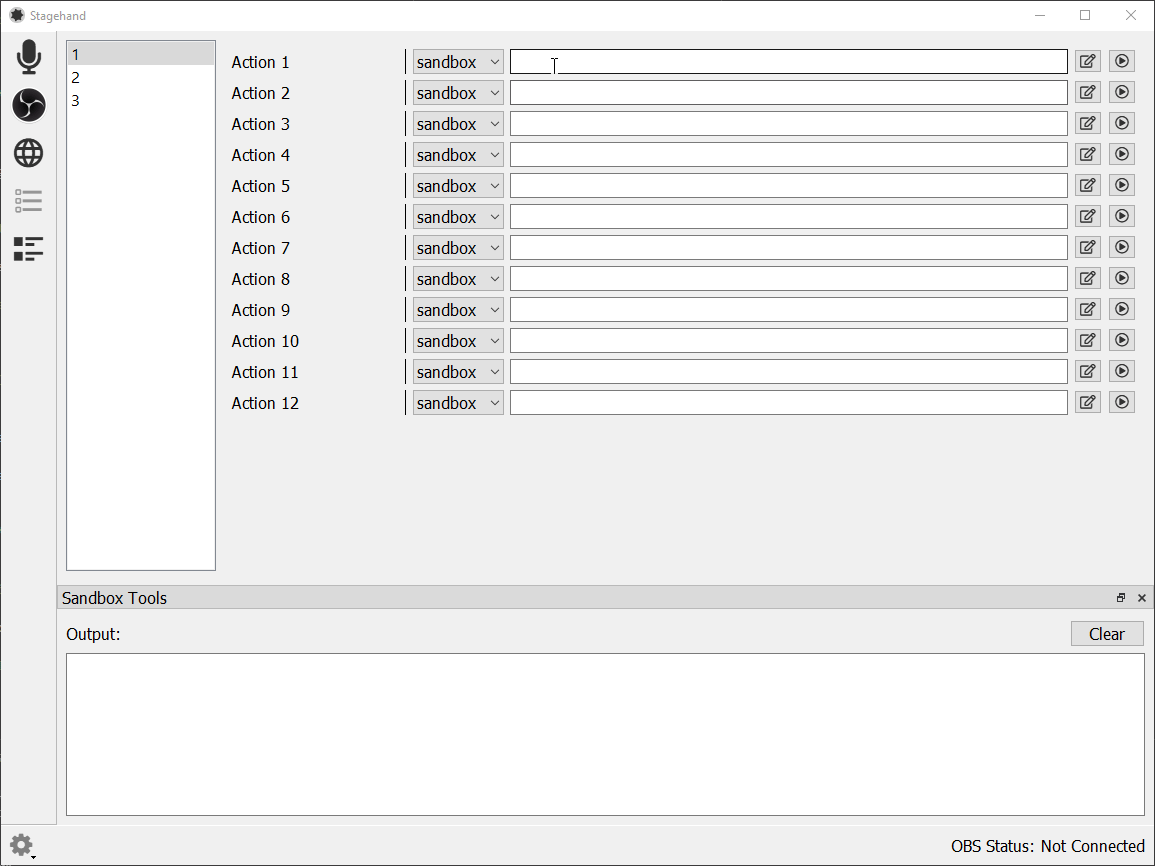 Stagehand
1
2
3
Action 1 sandbox
Action 2 sandbox
Action 3 sandbox
Action 4 sandbox
Action 5 sandbox
Action 6 sandbox
Action 7 sandbox
Action 8 sandbox
Action 9 sandbox
Action 10 sandbox
Action 11 sandbox
Action 12 sandbox
Sandbox Tools
Output: Clear
OBS Status: Not Connected